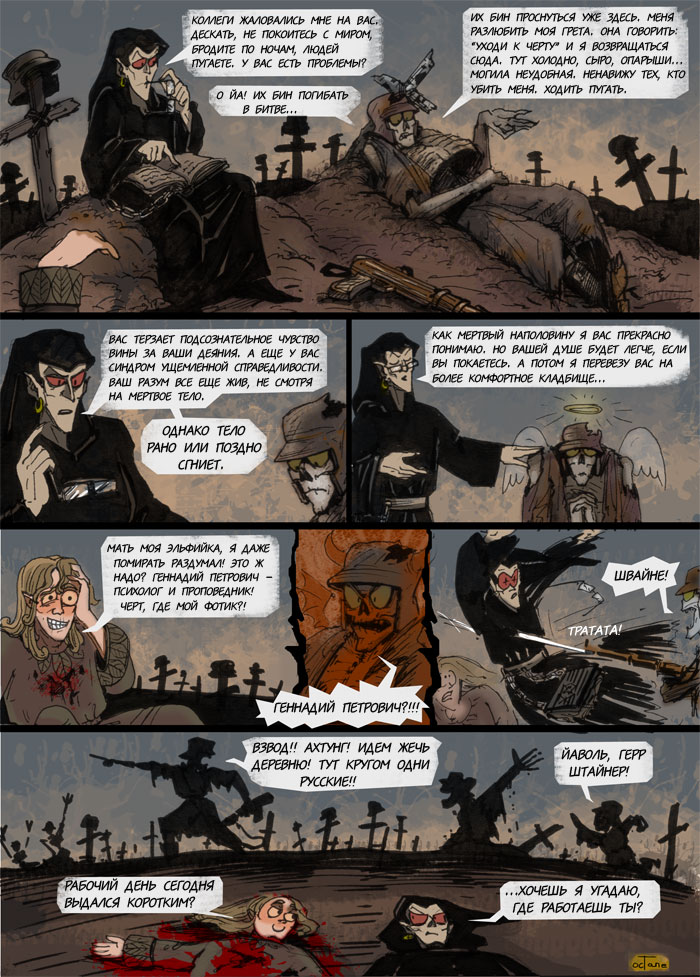 КОЛЛЕГИ ЖАЛОВАЛИСЬ МНЕ НА ВАС.
ДЕСКАТЬ, НЕ ПОКОИТЕСЬ С МИРОМ,
БРОДИТЕ ПО НОЧАМ, ЛЮДЕЙ
ПУГАЕТЕ. У ВАС ЕСТЬ ПРОБЛЕМЫ?
О ЙА! ИХ БИН ПОГИБАТЬ
В БИТВЕ...
ИХ БИН ПРОСНУТЬСЯ УЖЕ ЗДЕСЬ. МЕНЯ
РАЗЛЮБИТЬ МОЯ ГРЕТА. ОНА ГОВОРИТЬ:
"УХОДИ К ЧЕРТУ" И Я ВОЗВРАЩАТЬСЯ
СЮДА. ТУТ ХОЛОДНО, СЫРО, ОПАРЫШИ...
МОГИЛА НЕУДОБНАЯ. НЕНАВИЖУ ТЕХ, КТО
УБИТЬ МЕНЯ. ХОДИТЬ ПУГАТЬ.
ВАС ТЕРЗАЕТ ПОДСОЗНАТЕЛЬНОЕ ЧУВСТВО
ВИНЫ ЗА ВАШИ ДЕЯНИЯ. А ЕЩЕ У ВАС
СИНДРОМ УЩЕМЛЕННОЙ СПРАВЕДЛИВОСТИ.
ВАШ РАЗУМ ВСЕ ЕЩЕ ЖИВ, НЕ СМОТРЯ
НА МЕРТВОЕ ТЕЛО.
ОДНАКО ТЕЛО
РАНО ИЛИ ПОЗДНО
СГНИЕТ.
КАК МЕРТВЫЙ НАПОЛОВИНУ Я ВАС ПРЕКРАСНО
ПОНИМАЮ. НО ВАШЕЙ ДУШЕ БУДЕТ ЛЕГЧЕ, ЕСЛИ
ВЫ ПОКАЕТЕСЬ. А ПОТОМ Я ПЕРЕВЕЗУ ВАС НА
БОЛЕЕ КОМФОРТНОЕ КЛАДБИЩЕ...
МАТЬ МОЯ ЭЛЬФИЙКА, Я ДАЖЕ
ПОМИРАТЬ РАЗДУМАЛ! ЭТО Ж
НАДО? ГЕННАДИЙ ПЕТРОВИЧ –
ПСИХОЛОГ И ПРОПОВЕДНИК!
ЧЕРТ, ГДЕ МОЙ ФОТИК?!
ГЕННАДИЙ ПЕТРОВИЧ?!!!
ШВАЙНЕ!
ТРАТАТА!
ВЗВОД!! АХТУНГ! ИДЕМ ЖЕЧЬ
ДЕРЕВНЮ! ТУТ КРУГОМ ОДНИ
РУССКИЕ!!
ЙАВОЛЬ, ГЕРР
ШТАЙНЕР!
РАБОЧИЙ ДЕНЬ СЕГОДНЯ
ВЫДАЛСЯ КОРОТКИМ?
...ХОЧЕШЬ Я УГАДАЮ,
ГДЕ РАБОТАЕШЬ ТЫ?
осТапе